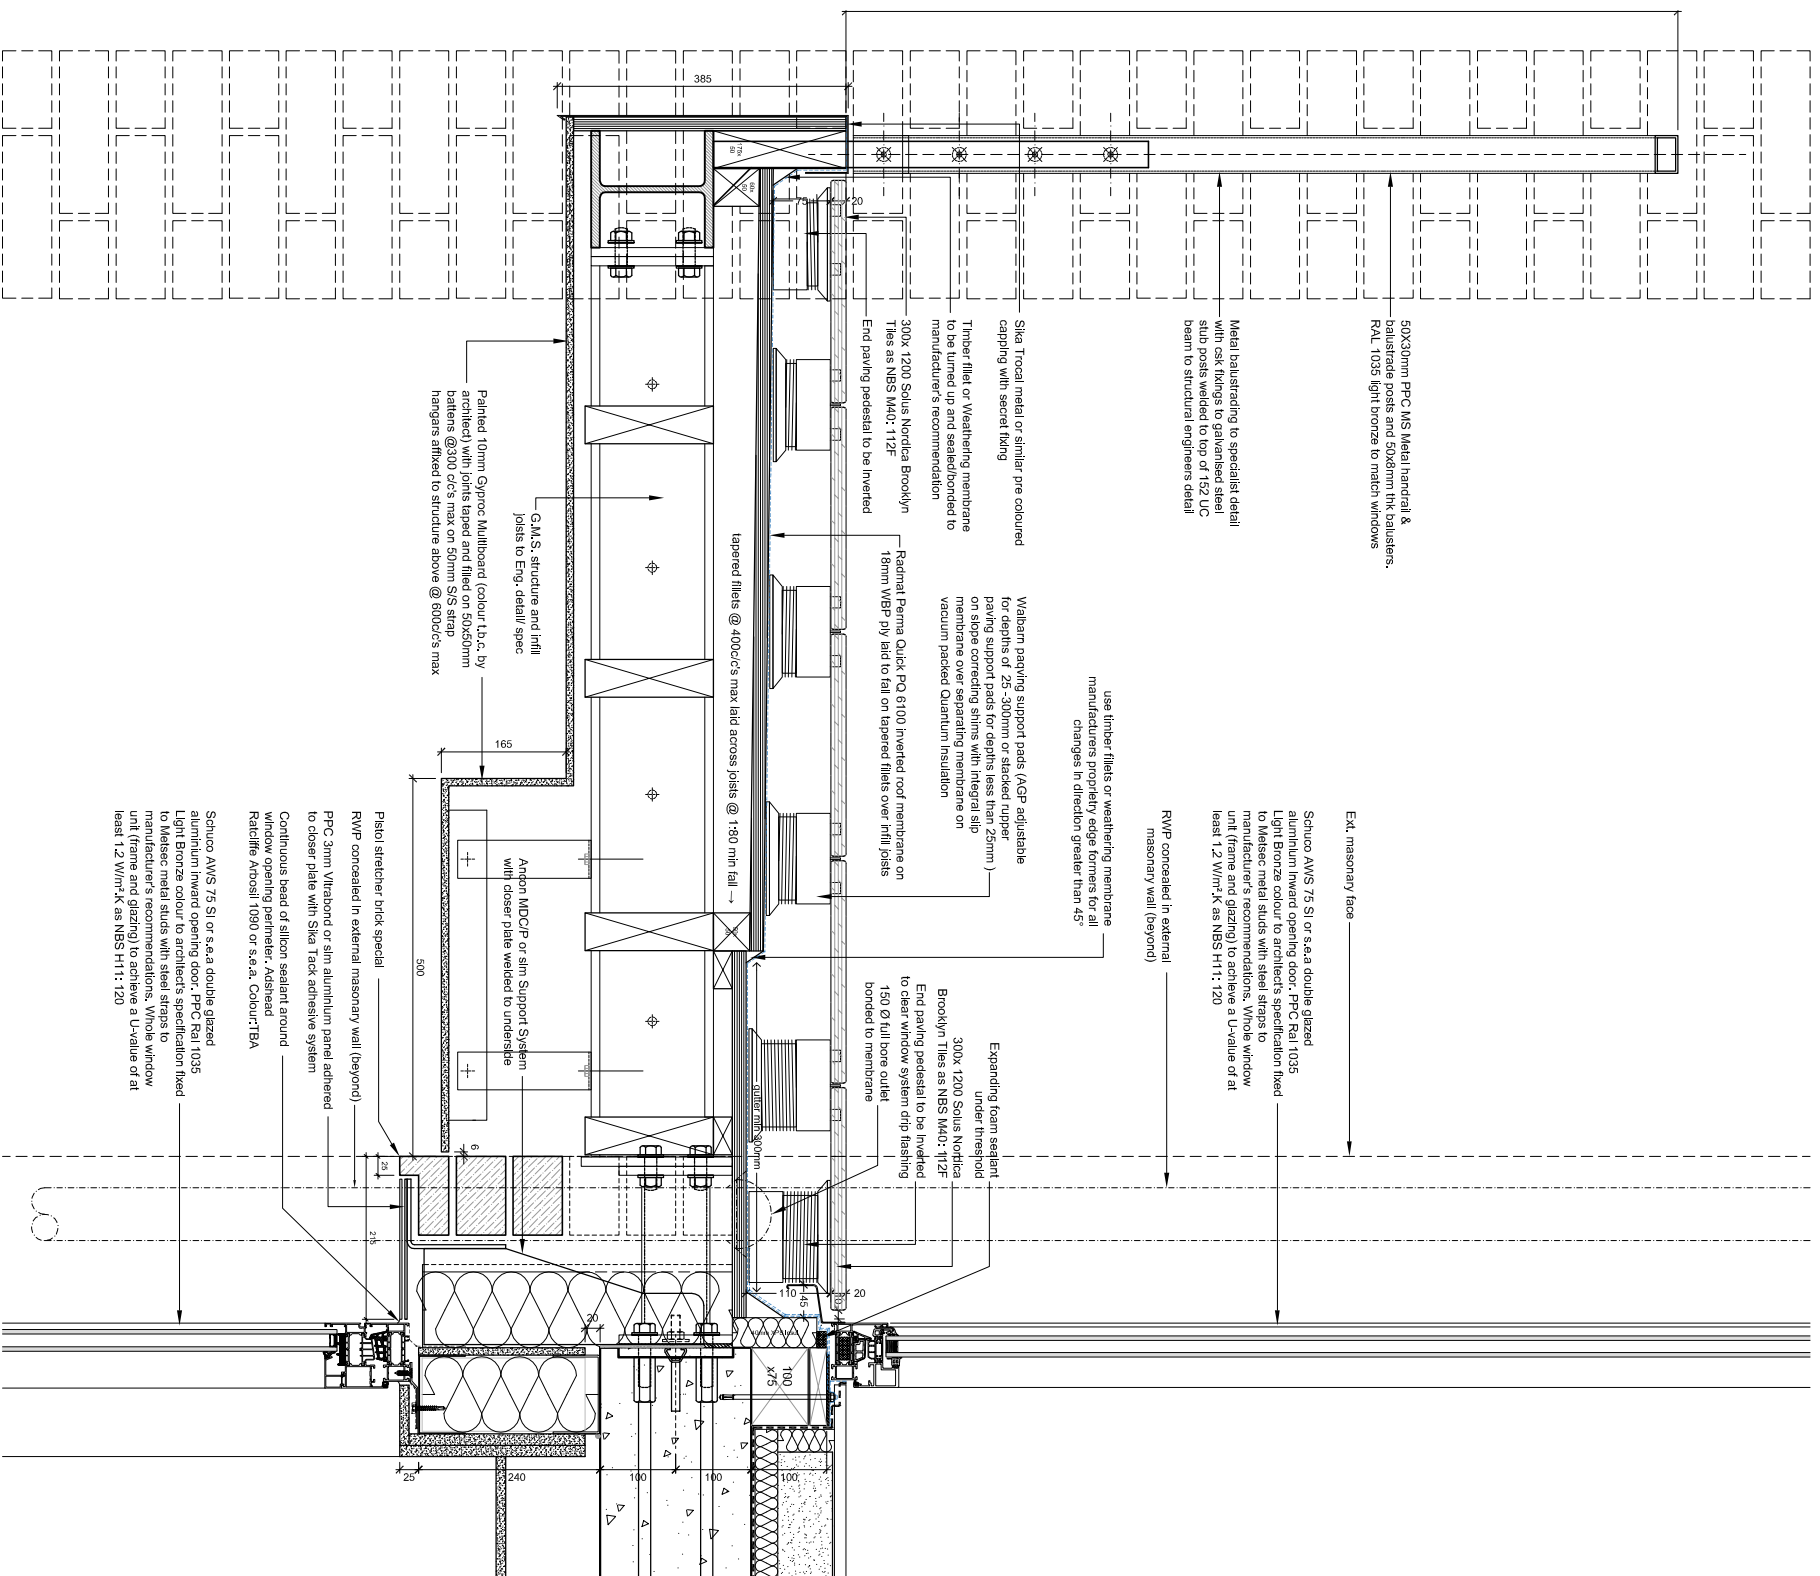 50X30mm PPC MS Metal handrail &
balustrade posts and 50x8mm thk balusters.
RAL 1035 light bronze to match windows
Metal balustrading to specialist detail
with csk fixings to galvanised steel
stub posts welded to top of 152 UC
beam to structural engineers detail
Sika Trocal metal or similar pre coloured
capping with secret fixing
Timber fillet or Weathering membrane
to be turned up and sealed/bonded to
manufacturer's recommendation
300x 1200 Solus Nordica Brooklyn
Tiles as NBS M40: 112F
End paving pedestal to be inverted
Walbarn paqving support pads (AGP adjustable
for depths of 25 -300mm or stacked rupper
paving support pads for depths less than 25mm )
on slope correcting shims with integral slip
membrane over separating membrane on
vacuum packed Quantum Insulation
Radmat Perma Quick PQ 6100 inverted roof membrane on
18mm WBP ply laid to fall on tapered fillets over infill joists
use timber fillets or weathering membrane
manufacturers proprietry edge formers for all
changes in direction greater than 45°
RWP concealed in external
masonary wall (beyond)
Ext. masonary face
Schuco AWS 75 SI or s.e.a double glazed
aluminium inward opening door. PPC Ral 1035
Light Bronze colour to architect's specification fixed
to Metsec metal studs with steel straps to
manufacturer's recommendations. Whole window
unit (frame and glazing) to achieve a U-value of at
least 1.2 W/m².K as NBS H11: 120
Expanding foam sealant
under threshold
300x 1200 Solus Nordica
Brooklyn Tiles as NBS M40: 112F
End paving pedestal to be inverted
to clear window system drip flashing
150 Ø full bore outlet
bonded to membrane
tapered fillets @ 400c/c's max laid across joists @ 1:80 min fall →
gutter min 300mm
G.M.S. structure and infill
joists to Eng. detail/ spec
Painted 10mm Gyproc Multiboard (colour t.b.c. by
architect) with joints taped and filled on 50x50mm
battens @300 c/c's max on 50mm S/S strap
hangars affixed to structure above @ 600c/c's max
Ancon MDC/P or sim Support System
with closer plate welded to underside
Pistol stretcher brick special
RWP concealed in external masonary wall (beyond)
PPC 3mm Vitrabond or sim aluminium panel adhered
to closer plate with Sika Tack adhesive system
Continuous bead of silicon sealant around
window opening perimeter. Adshead
Ratcliffe Arbosil 1090 or s.e.a. Colour:TBA
Schuco AWS 75 SI or s.e.a double glazed
aluminium inward opening door. PPC Ral 1035
Light Bronze colour to architect's specification fixed
to Metsec metal studs with steel straps to
manufacturer's recommendations. Whole window
unit (frame and glazing) to achieve a U-value of at
least 1.2 W/m².K as NBS H11: 120
385
175x
50
75
20
165
500
6
25
215
110
20
45
20
100
x75
25
240
100
100
100